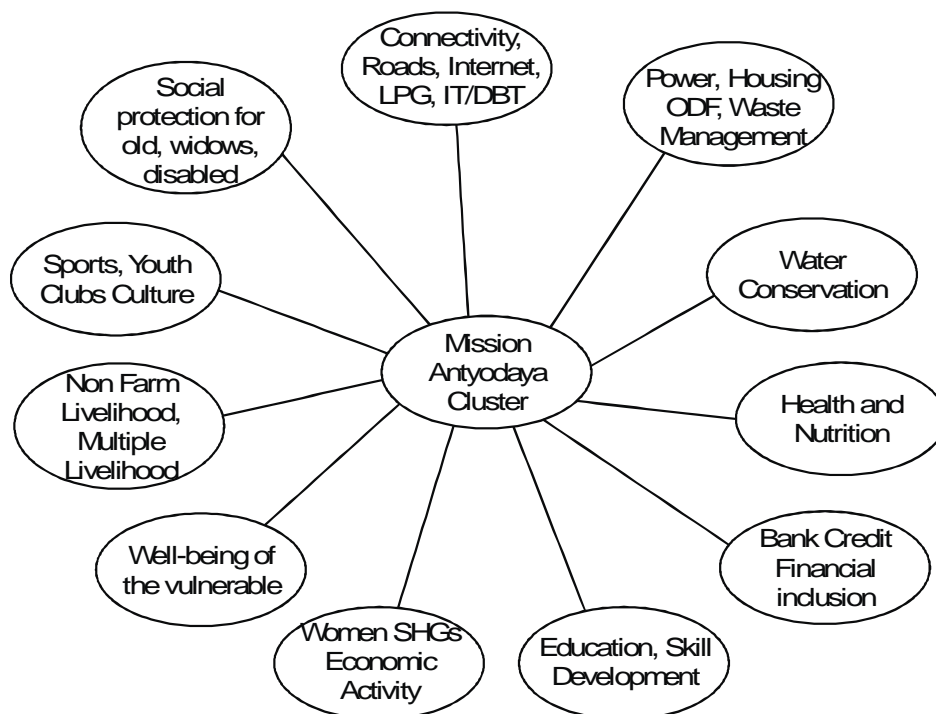 Connectivity,
Roads, Internet,
LPG, IT/DBT
Power, Housing
ODF, Waste
Management
Water
Conservation
Health and
Nutrition
Bank Credit
Financial
inclusion
Education, Skill
Development
Women SHGs
Economic
Activity
Well-being of
the vulnerable
Non Farm
Livelihood,
Multiple
Livelihood
Sports, Youth
Clubs Culture
Social
protection for
old, widows,
disabled
Mission
Antyodaya
Cluster